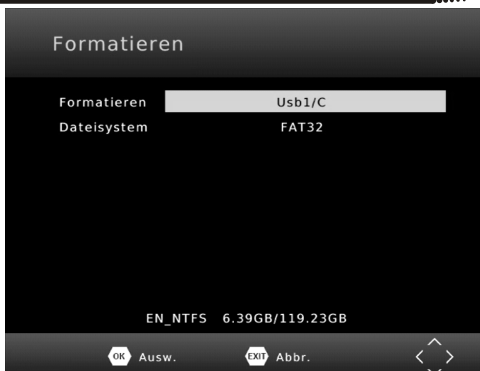 Formatieren
Formatieren Usb1/C
Dateisystem FAT32
EN_NTFS 6.39GB/119.23GB
OK Ausw. EXIT Abbr.